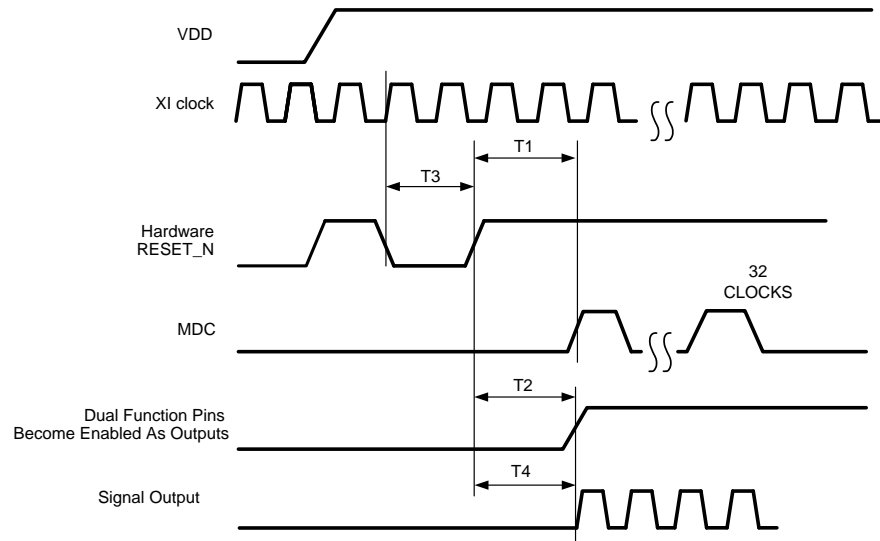 VDD
XI clock
T1
T3
Hardware
RESET_N
32
CLOCKS
MDC
T2
Dual Function Pins
Become Enabled As Outputs
T4
Signal Output